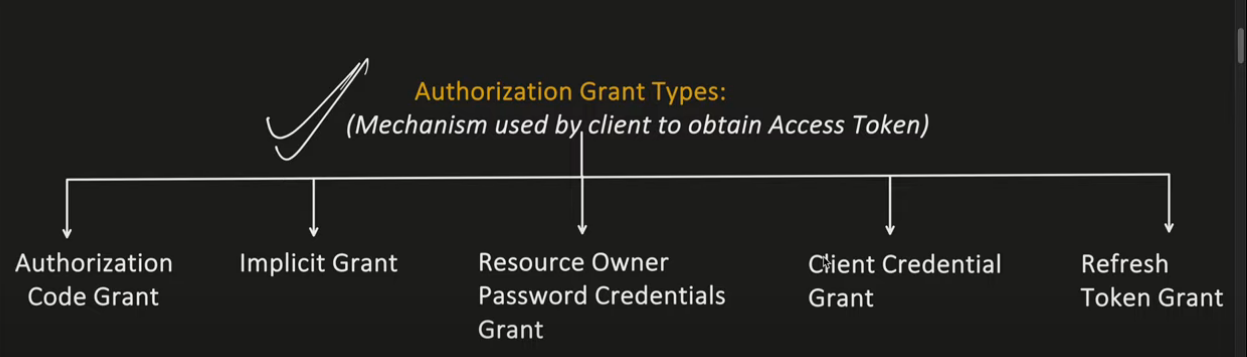 Authorization Grant Types:
(Mechanism used by client to obtain Access Token)
Authorization
Code Grant
Implicit Grant
Resource Owner
Password Credentials
Grant
Client Credential
Grant
Refresh
Token Grant